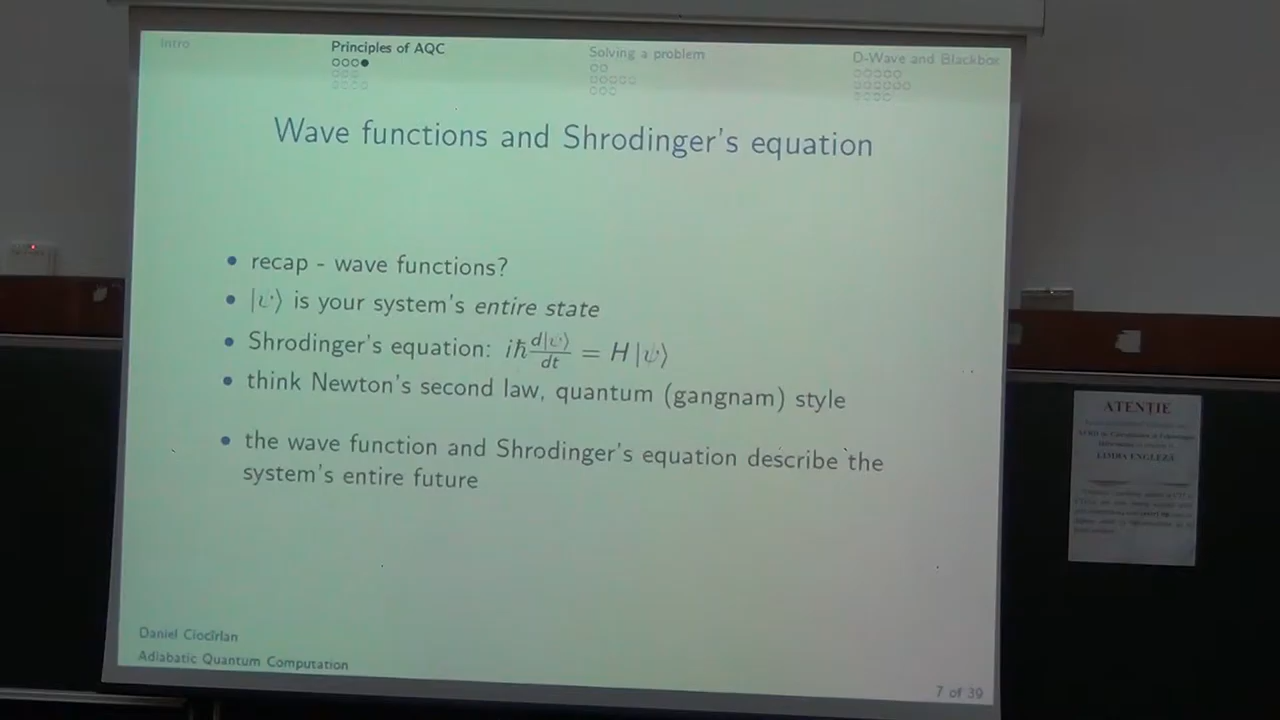 Intro
Principles of AQC
Solving a problem
D-Wave and Blackbox
Wave functions and Shrodinger's equation
• recap - wave functions?
• |ψ⟩ is your system's entire state
• Shrodinger's equation: iℏ d|ψ⟩/dt = H|ψ⟩
• think Newton's second law, quantum (gangnam) style
• the wave function and Shrodinger's equation describe the
system's entire future
Daniel Ciocîrlan
Adiabatic Quantum Computation
7 of 39
ATENȚIE
LIMBA ENGLEZĂ